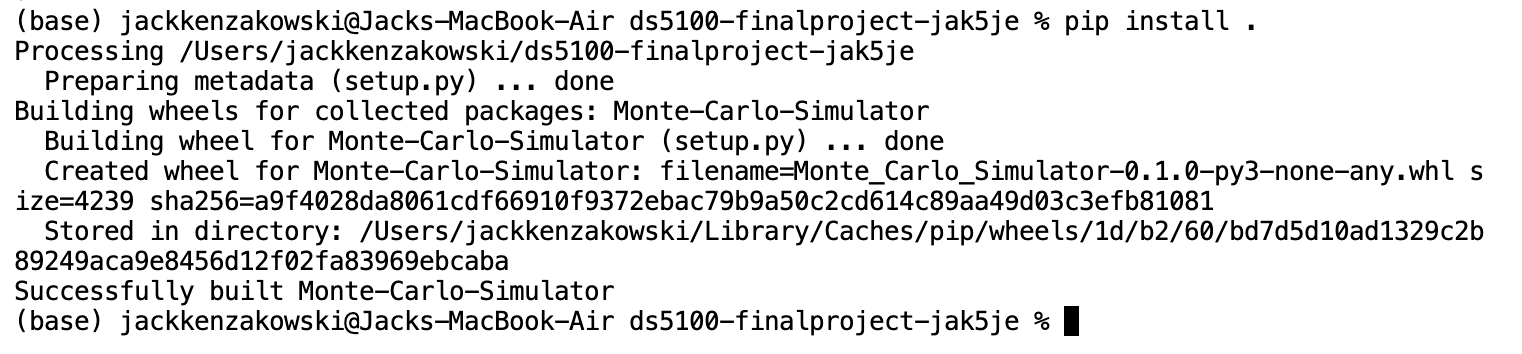 (base) jackkenzakowski@Jacks-MacBook-Air ds5100-finalproject-jak5je % pip install .
Processing /Users/jackkenzakowski/ds5100-finalproject-jak5je
  Preparing metadata (setup.py) ... done
Building wheels for collected packages: Monte-Carlo-Simulator
  Building wheel for Monte-Carlo-Simulator (setup.py) ... done
  Created wheel for Monte-Carlo-Simulator: filename=Monte_Carlo_Simulator-0.1.0-py3-none-any.whl s
ize=4239 sha256=a9f4028da8061cdf66910f9372ebac79b9a50c2cd614c89aa49d03c3efb81081
  Stored in directory: /Users/jackkenzakowski/Library/Caches/pip/wheels/1d/b2/60/bd7d5d10ad1329c2b
89249aca9e8456d12f02fa83969ebcaba
Successfully built Monte-Carlo-Simulator
(base) jackkenzakowski@Jacks-MacBook-Air ds5100-finalproject-jak5je %